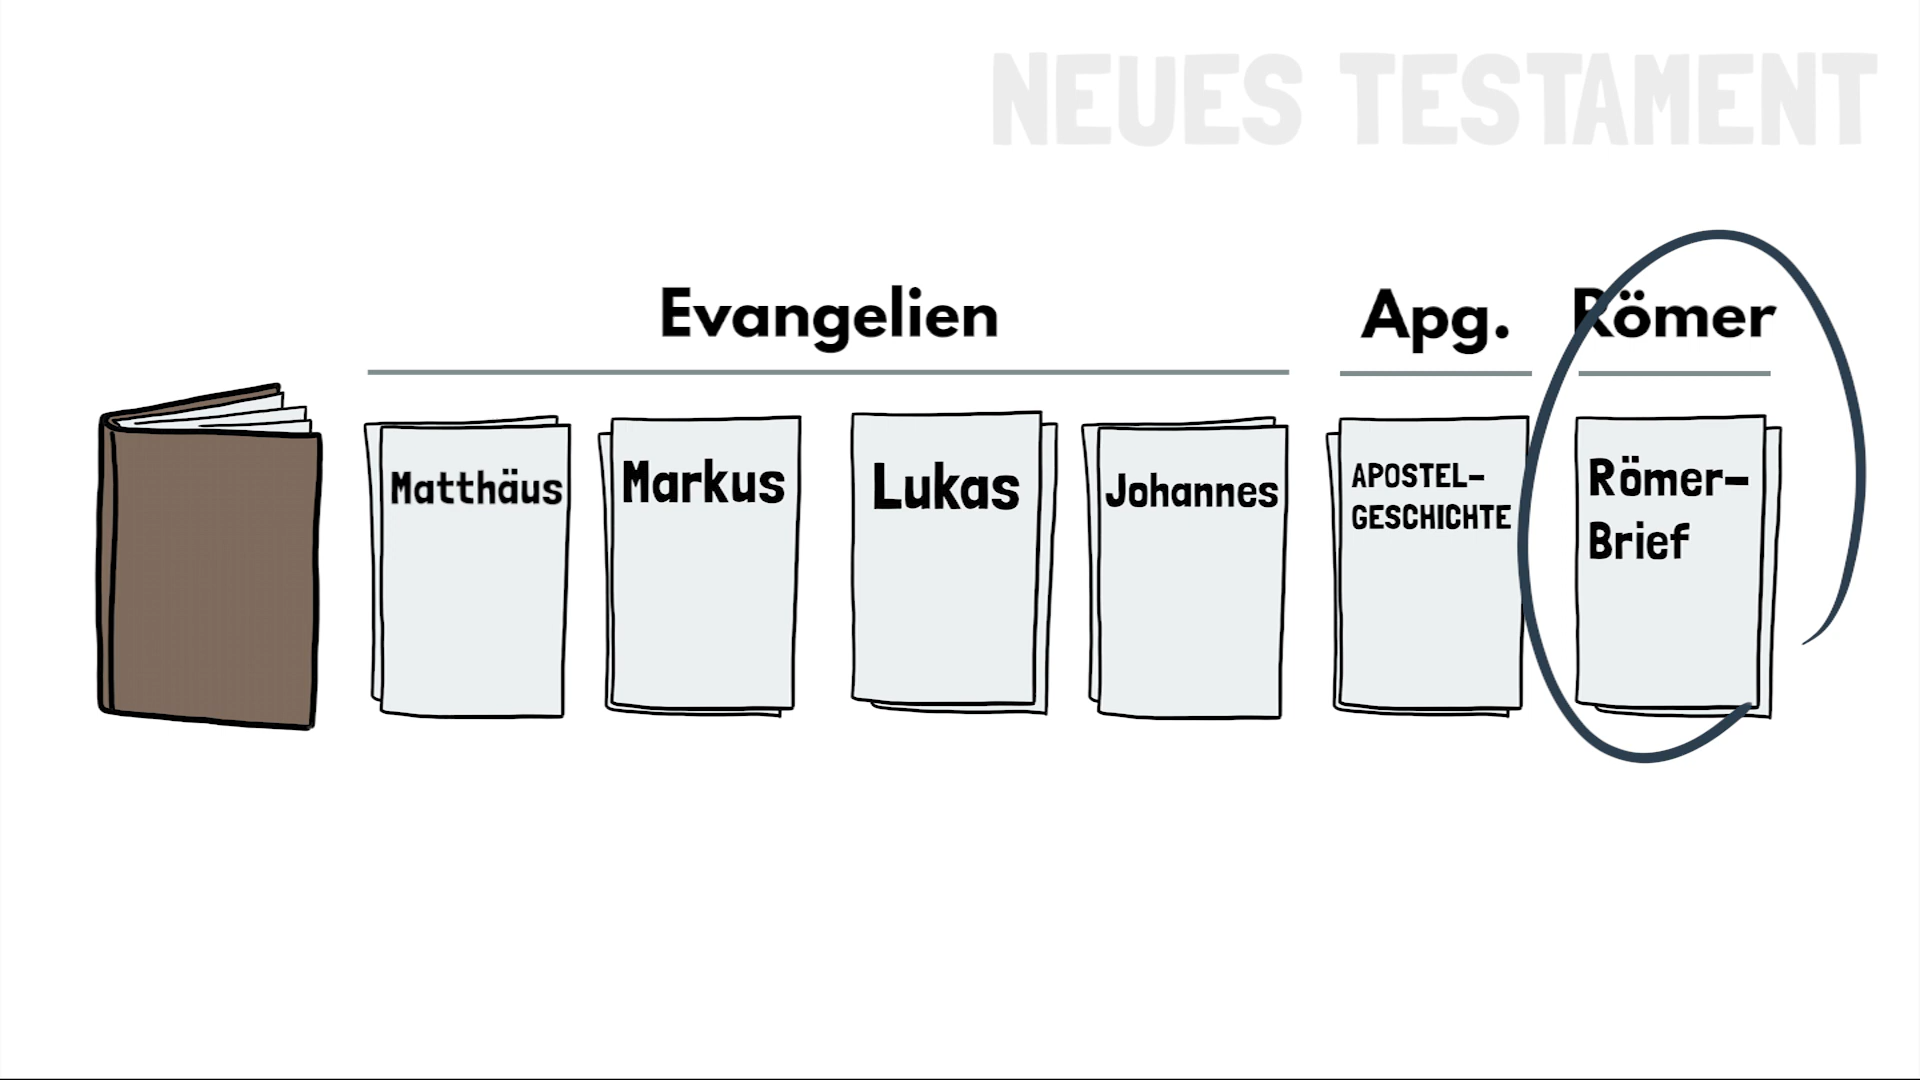 NEUES TESTAMENT
Evangelien
Apg.
Römer
Matthäus
Markus
Lukas
Johannes
APOSTEL-
GESCHICHTE
Römer-
Brief